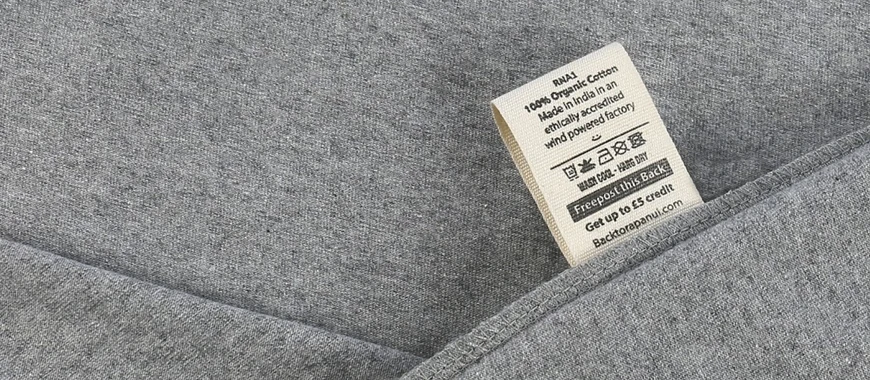 RNA1
100% Organic Cotton
Made in India in an
ethically accredited
wind powered factory
WASH COOL - HANG DRY
Freepost this Back:
Get up to £5 credit
Backtorapanui.com